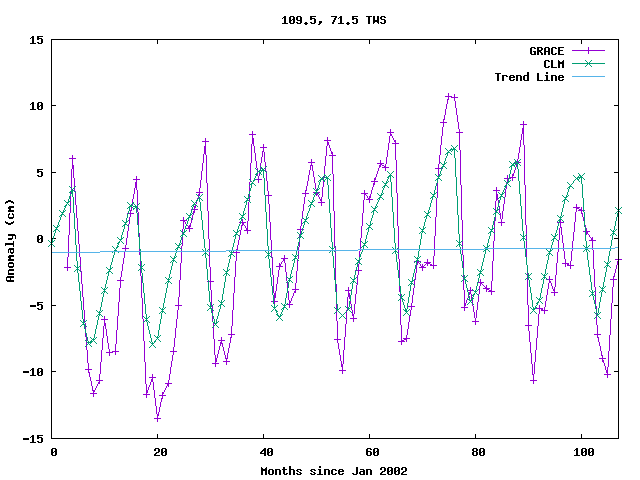 109.5, 71.5 TWS
15
10
5
0
-5
-10
-15
Anomaly (cm)
GRACE
CLM
Trend Line
0 20 40 60 80 100
Months since Jan 2002